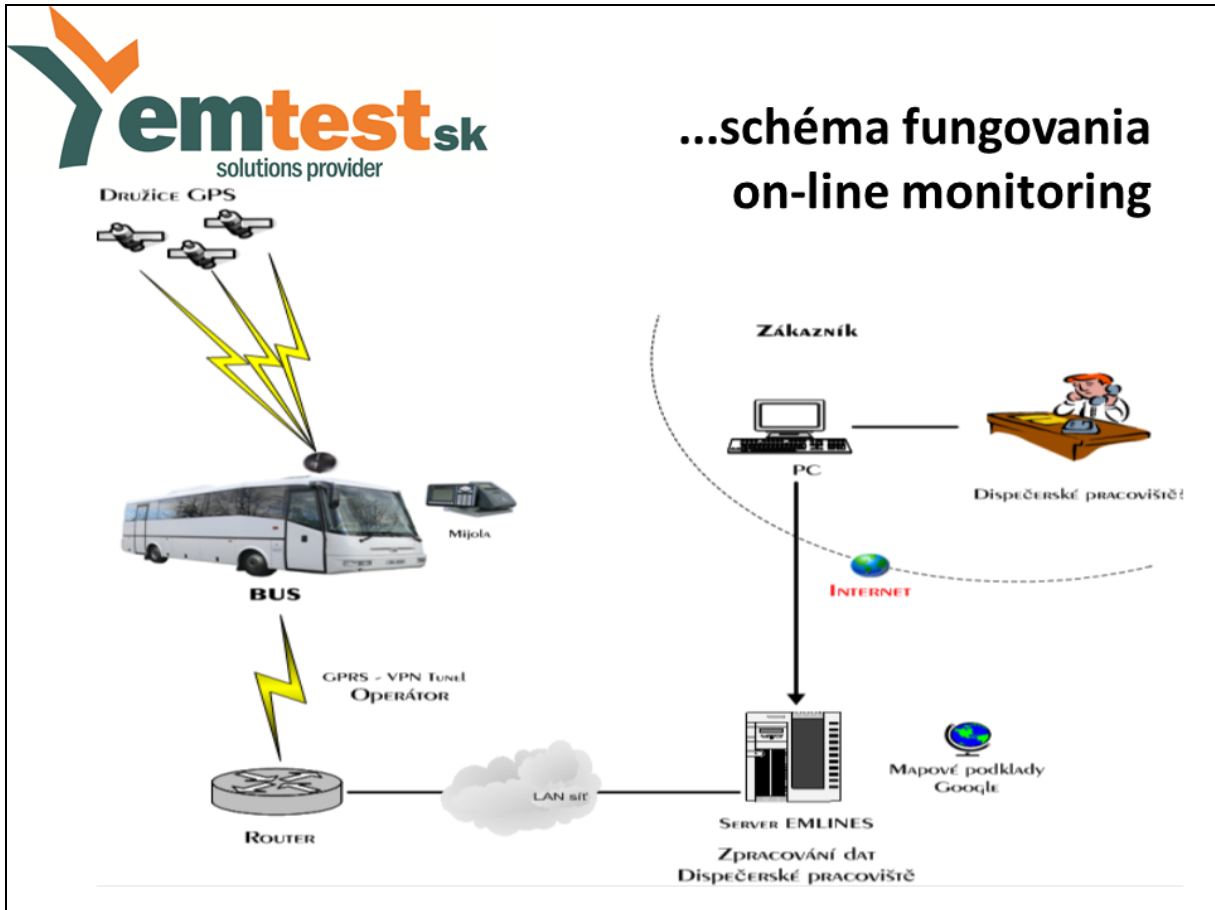 emtest sk
solutions provider
...schéma fungovania
on-line monitoring
Družice GPS
Zákazník
PC
Dispečerské pracoviště!
Mijola
BUS
Internet
GPRS - VPN Tunel
Operátor
LAN síť
Router
Server EMLINES
Zpracování dat
Dispečerské pracoviště
Mapové podklady
Google